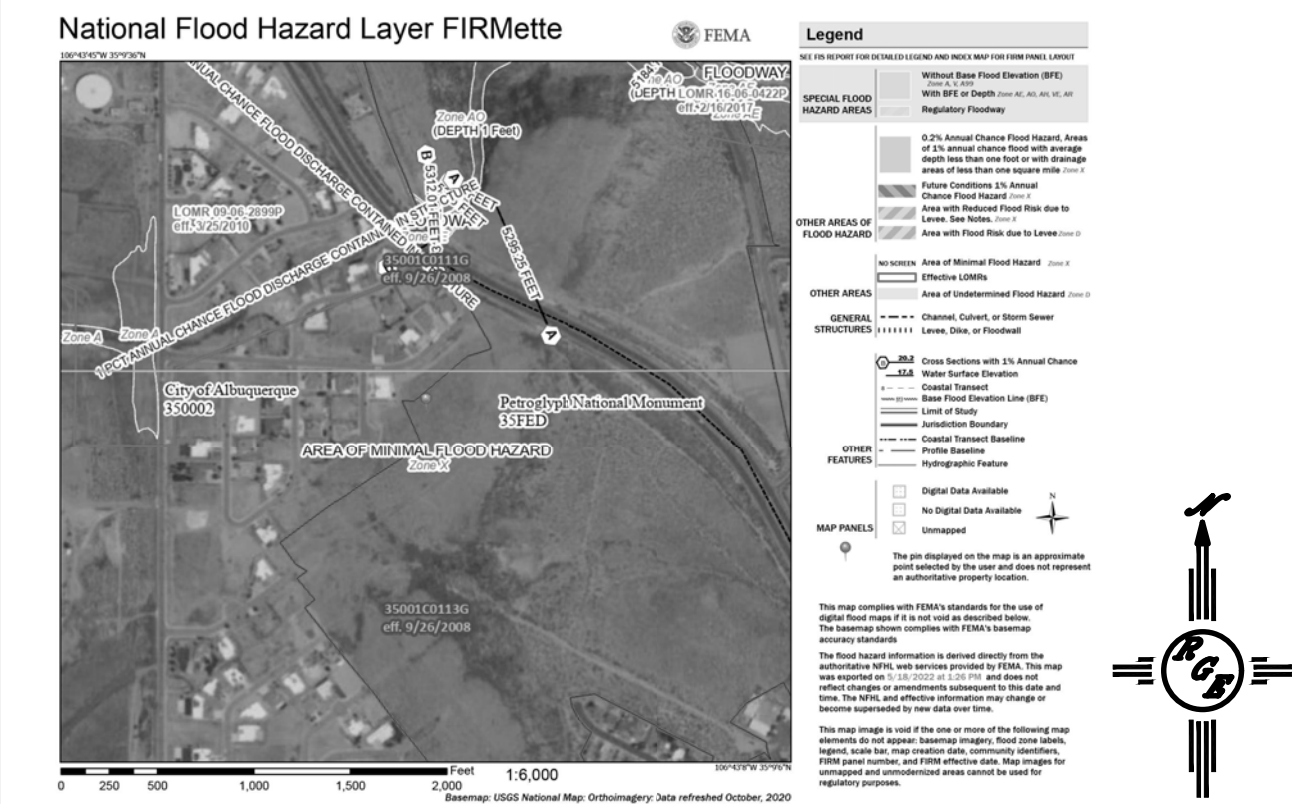 National Flood Hazard Layer FIRMette
FEMA
106°43'45"W 35°9'36"N
ANNUAL CHANCE FLOOD DISCHARGE CONTAINED IN STRUCTURE
1 PCT ANNUAL CHANCE FLOOD DISCHARGE CONTAINED IN STRUCTURE
Zone AO
(DEPTH 1 Feet)
FLOODWAY
LOMR 16-06-0422P
eff. 2/16/2017
Zone AE
B
5312.01 FEET
A
5295.25 FEET
A
LOMR 09-06-2899P
eff. 3/25/2010
35001C0111G
eff. 9/26/2008
Zone A
Zone A
City of Albuquerque
350002
Petroglyph National Monument
35FED
AREA OF MINIMAL FLOOD HAZARD
Zone X
35001C0113G
eff. 9/26/2008
106°43'8"W 35°9'6"N
0 250 500 1,000 1,500 2,000
Feet
1:6,000
Basemap: USGS National Map: Orthoimagery: Data refreshed October, 2020
Legend
SEE FIS REPORT FOR DETAILED LEGEND AND INDEX MAP FOR FIRM PANEL LAYOUT
SPECIAL FLOOD
HAZARD AREAS
Without Base Flood Elevation (BFE)
Zone A, V, A99
With BFE or Depth Zone AE, AO, AH, VE, AR
Regulatory Floodway
OTHER AREAS OF
FLOOD HAZARD
0.2% Annual Chance Flood Hazard, Areas
of 1% annual chance flood with average
depth less than one foot or with drainage
areas of less than one square mile Zone X
Future Conditions 1% Annual
Chance Flood Hazard Zone X
Area with Reduced Flood Risk due to
Levee. See Notes. Zone X
Area with Flood Risk due to Levee Zone D
OTHER AREAS
NO SCREEN Area of Minimal Flood Hazard Zone X
Effective LOMRs
Area of Undetermined Flood Hazard Zone D
GENERAL
STRUCTURES
Channel, Culvert, or Storm Sewer
Levee, Dike, or Floodwall
OTHER
FEATURES
20.2 Cross Sections with 1% Annual Chance
17.5 Water Surface Elevation
Coastal Transect
Base Flood Elevation Line (BFE)
Limit of Study
Jurisdiction Boundary
Coastal Transect Baseline
Profile Baseline
Hydrographic Feature
MAP PANELS
Digital Data Available
No Digital Data Available
Unmapped
N
The pin displayed on the map is an approximate
point selected by the user and does not represent
an authoritative property location.
This map complies with FEMA's standards for the use of
digital flood maps if it is not void as described below.
The basemap shown complies with FEMA's basemap
accuracy standards
The flood hazard information is derived directly from the
authoritative NFHL web services provided by FEMA. This map
was exported on 5/18/2022 at 1:26 PM and does not
reflect changes or amendments subsequent to this date and
time. The NFHL and effective information may change or
become superseded by new data over time.
This map image is void if the one or more of the following map
elements do not appear: basemap imagery, flood zone labels,
legend, scale bar, map creation date, community identifiers,
FIRM panel number, and FIRM effective date. Map images for
unmapped and unmodernized areas cannot be used for
regulatory purposes.
N
RGE